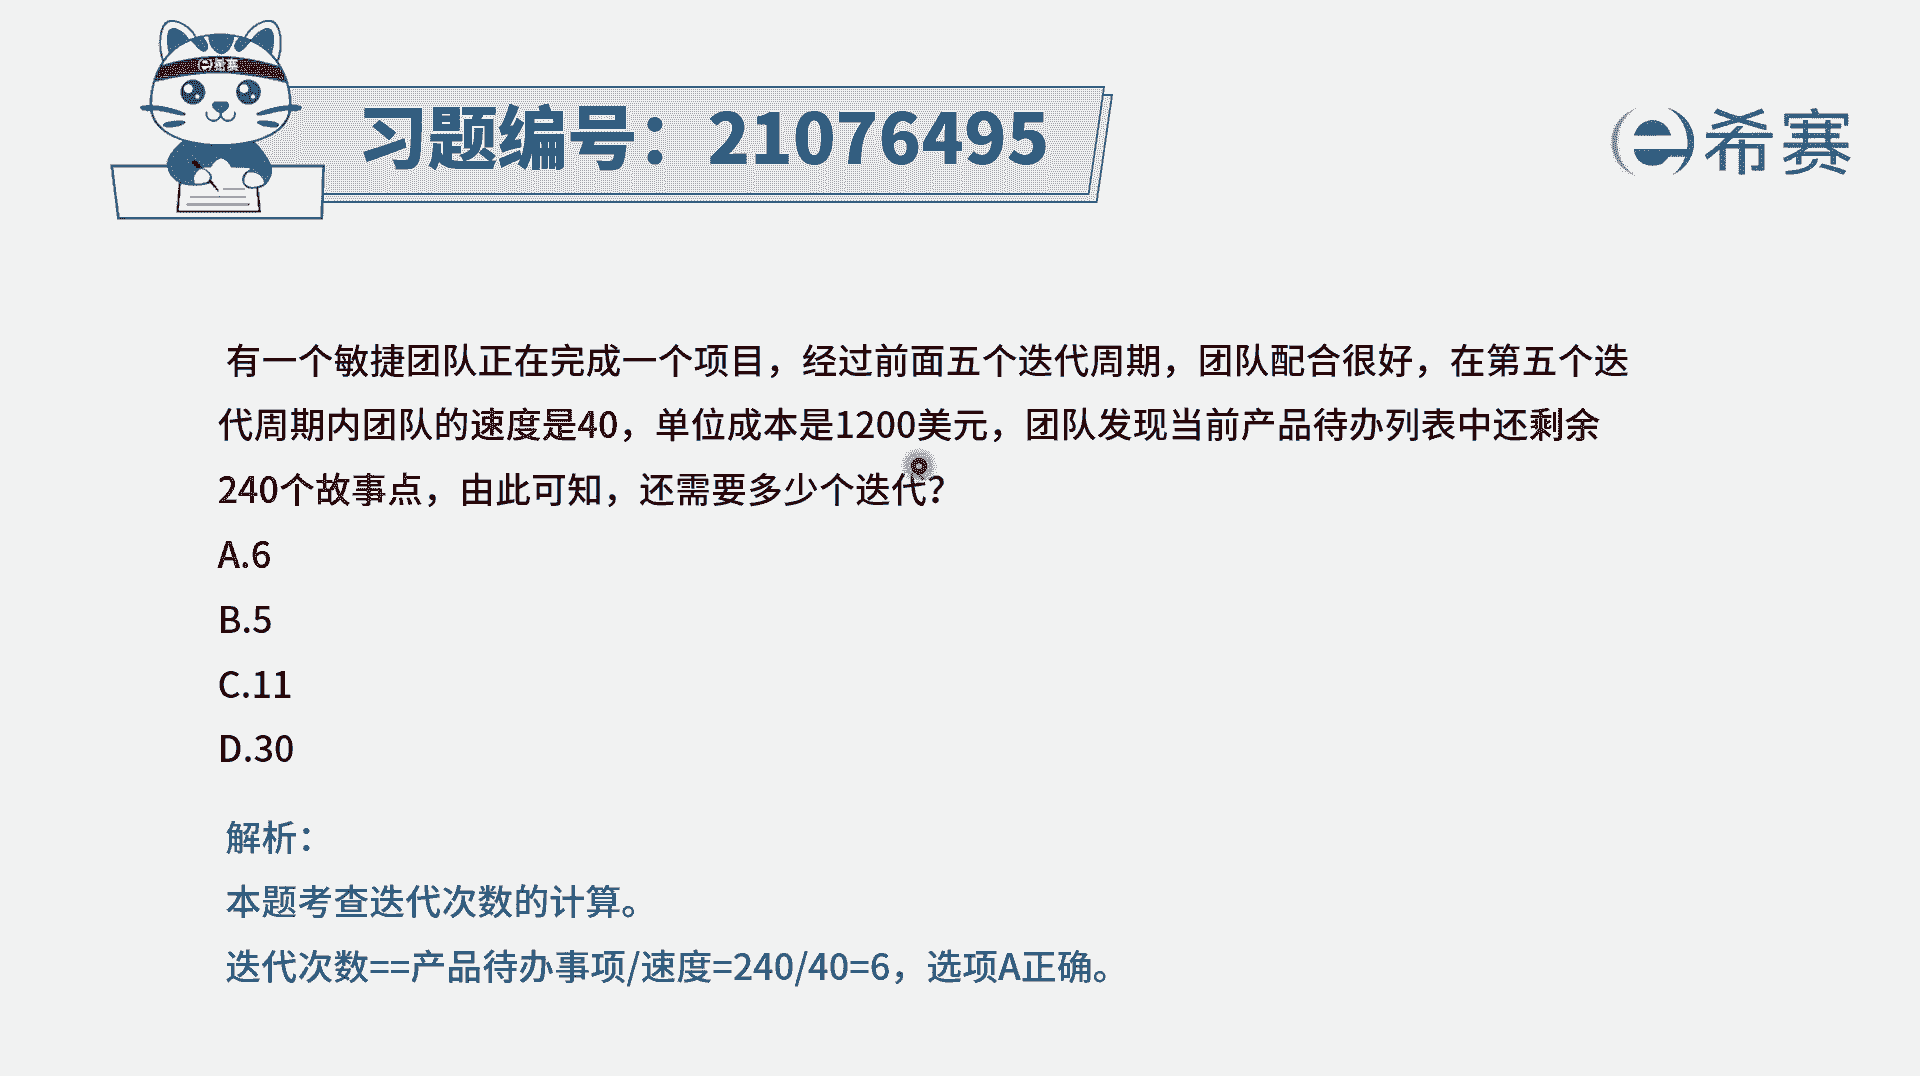 希赛
习题编号：21076495
希赛
有一个敏捷团队正在完成一个项目，经过前面五个迭代周期，团队配合很好，在第五个迭
代周期内团队的速度是40，单位成本是1200美元，团队发现当前产品待办列表中还剩余
240个故事点，由此可知，还需要多少个迭代？
A.6
B.5
C.11
D.30
解析：
本题考查迭代次数的计算。
迭代次数==产品待办事项/速度=240/40=6，选项A正确。